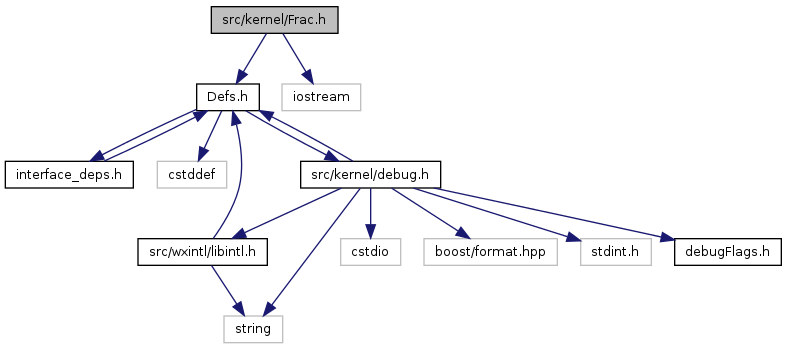 src/kernel/Frac.h
Defs.h
iostream
interface_deps.h
cstddef
src/kernel/debug.h
src/wxintl/libintl.h
cstdio
boost/format.hpp
stdint.h
debugFlags.h
string